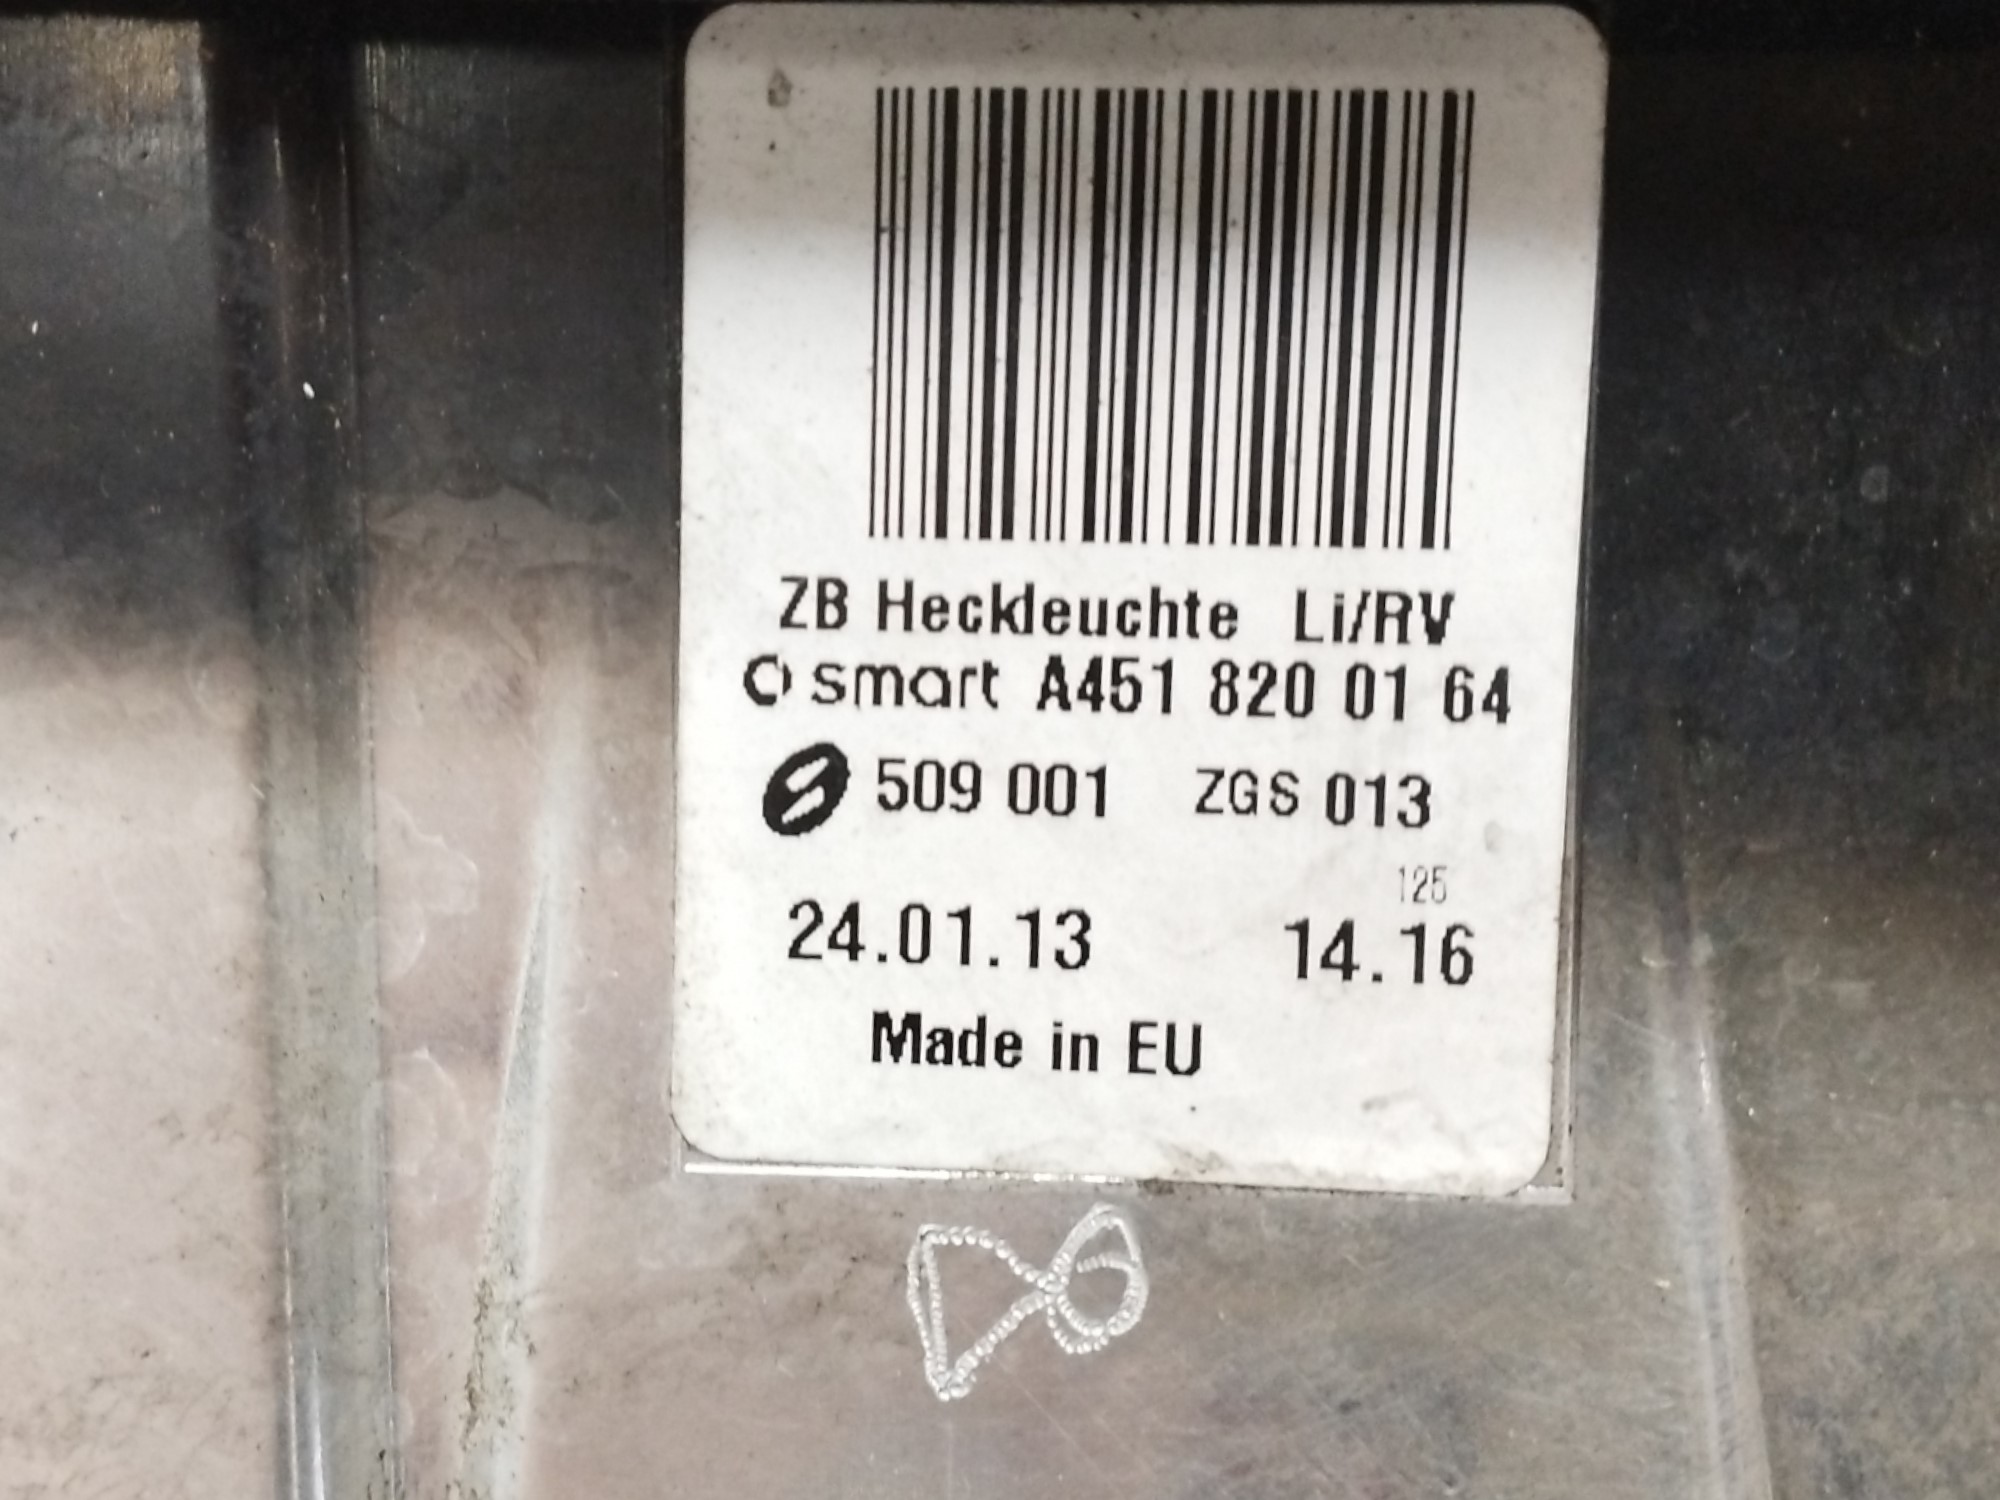 ZB Heckleuchte Li/RV
smart A451 820 01 64
509 001 ZGS 013
125
24.01.13 14.16
Made in EU